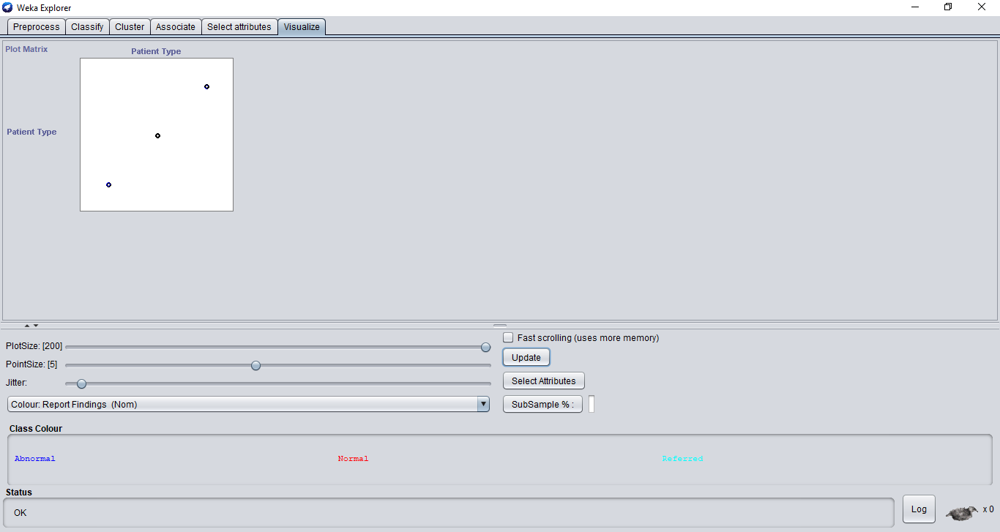 Weka Explorer
Preprocess Classify Cluster Associate Select attributes Visualize
Plot Matrix
Patient Type
Patient Type
PlotSize: [200]
PointSize: [5]
Jitter:
Colour: Report Findings (Nom)
Fast scrolling (uses more memory)
Update
Select Attributes
SubSample % :
Class Colour
Abnormal Normal Referred
Status
OK
Log
x 0